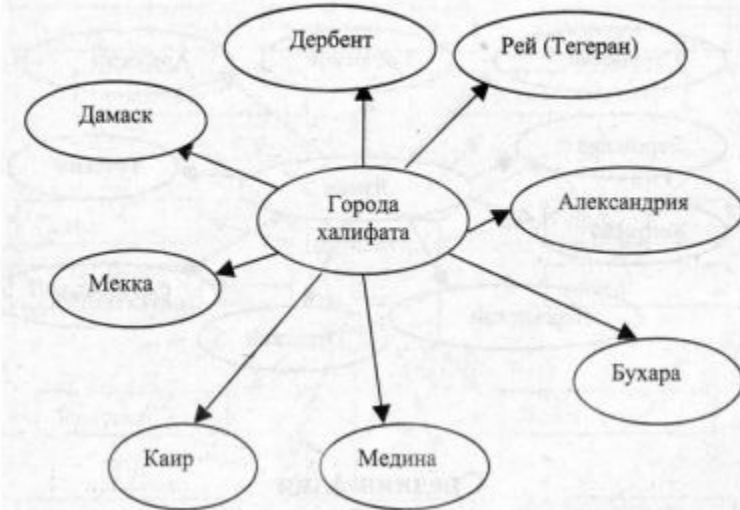 Дербент
Рей (Тегеран)
Дамаск
Александрия
Города
халифата
Мекка
Бухара
Каир
Медина